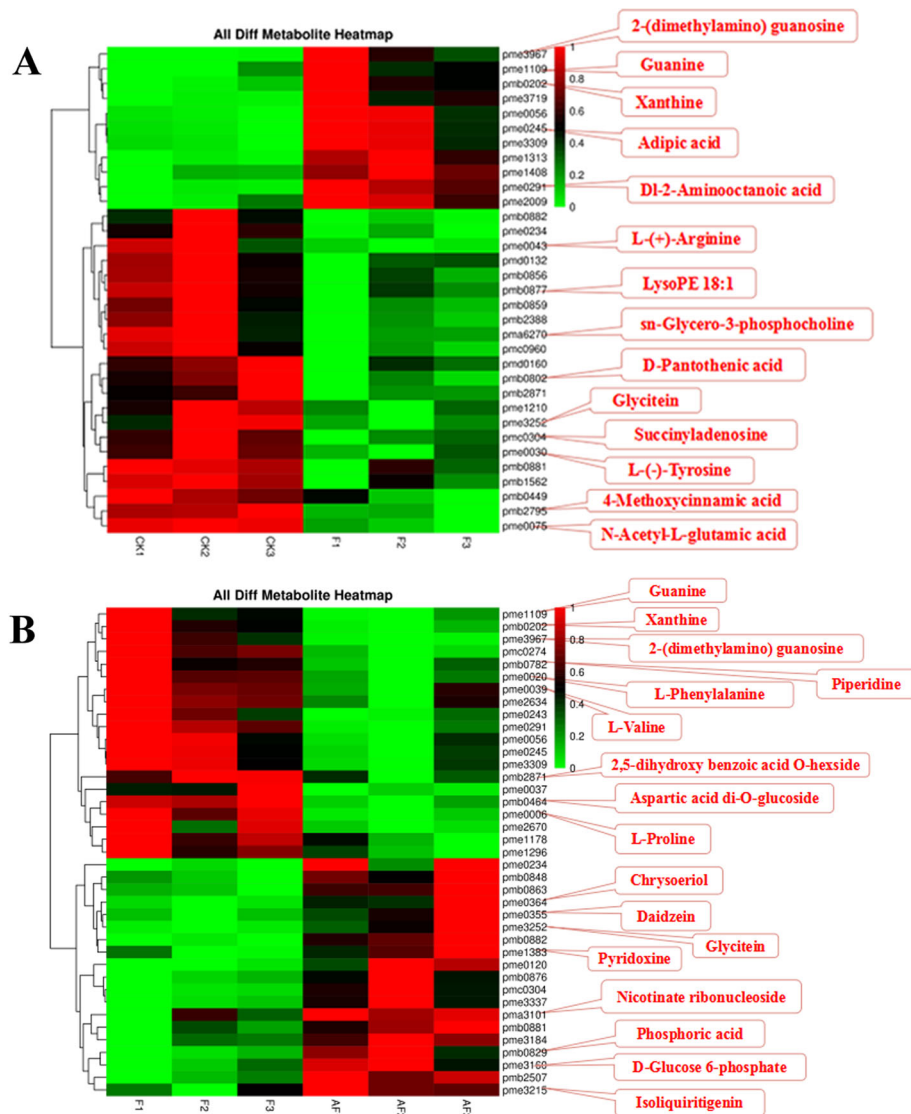 All Diff Metabolite Heatmap
A
pme3967
pme1109
pmb0202
pme3719
pme0056
pme0245
pme3309
pme1313
pme1408
pme0291
pme2009
pmb0882
pme0234
pme0043
pmd0132
pmb0856
pmb0877
pmb0859
pmb2388
pma6270
pmc0960
pmd0160
pmb0802
pmb2871
pme1210
pme3252
pmc0304
pme0030
pmb0881
pmb1562
pmb0449
pmb2795
pme0075
1
0.8
0.6
0.4
0.2
0
2-(dimethylamino) guanosine
Guanine
Xanthine
Adipic acid
Dl-2-Aminooctanoic acid
L-(+)-Arginine
LysoPE 18:1
sn-Glycero-3-phosphocholine
D-Pantothenic acid
Glycitein
Succinyladenosine
L-(-)-Tyrosine
4-Methoxycinnamic acid
N-Acetyl-L-glutamic acid
CK1 CK2 CK3 F1 F2 F3
All Diff Metabolite Heatmap
B
pme1109
pmb0202
pme3967
pmc0274
pmb0782
pme0020
pme0039
pme2634
pme0243
pme0291
pme0056
pme0245
pme3309
pmb2871
pme0037
pmb0464
pme0006
pme2670
pme1178
pme1296
pme0234
pmb0848
pmb0863
pme0364
pme0355
pme3252
pmb0882
pme1383
pme0120
pmb0876
pmc0304
pme3337
pma3101
pmb0881
pme3184
pmb0829
pme3160
pmb2507
pme3215
1
0.8
0.6
0.4
0.2
0
Guanine
Xanthine
2-(dimethylamino) guanosine
Piperidine
L-Phenylalanine
L-Valine
2,5-dihydroxy benzoic acid O-hexside
Aspartic acid di-O-glucoside
L-Proline
Chrysoeriol
Daidzein
Glycitein
Pyridoxine
Nicotinate ribonucleoside
Phosphoric acid
D-Glucose 6-phosphate
Isoliquiritigenin
F1 F2 F3 AF AF AF